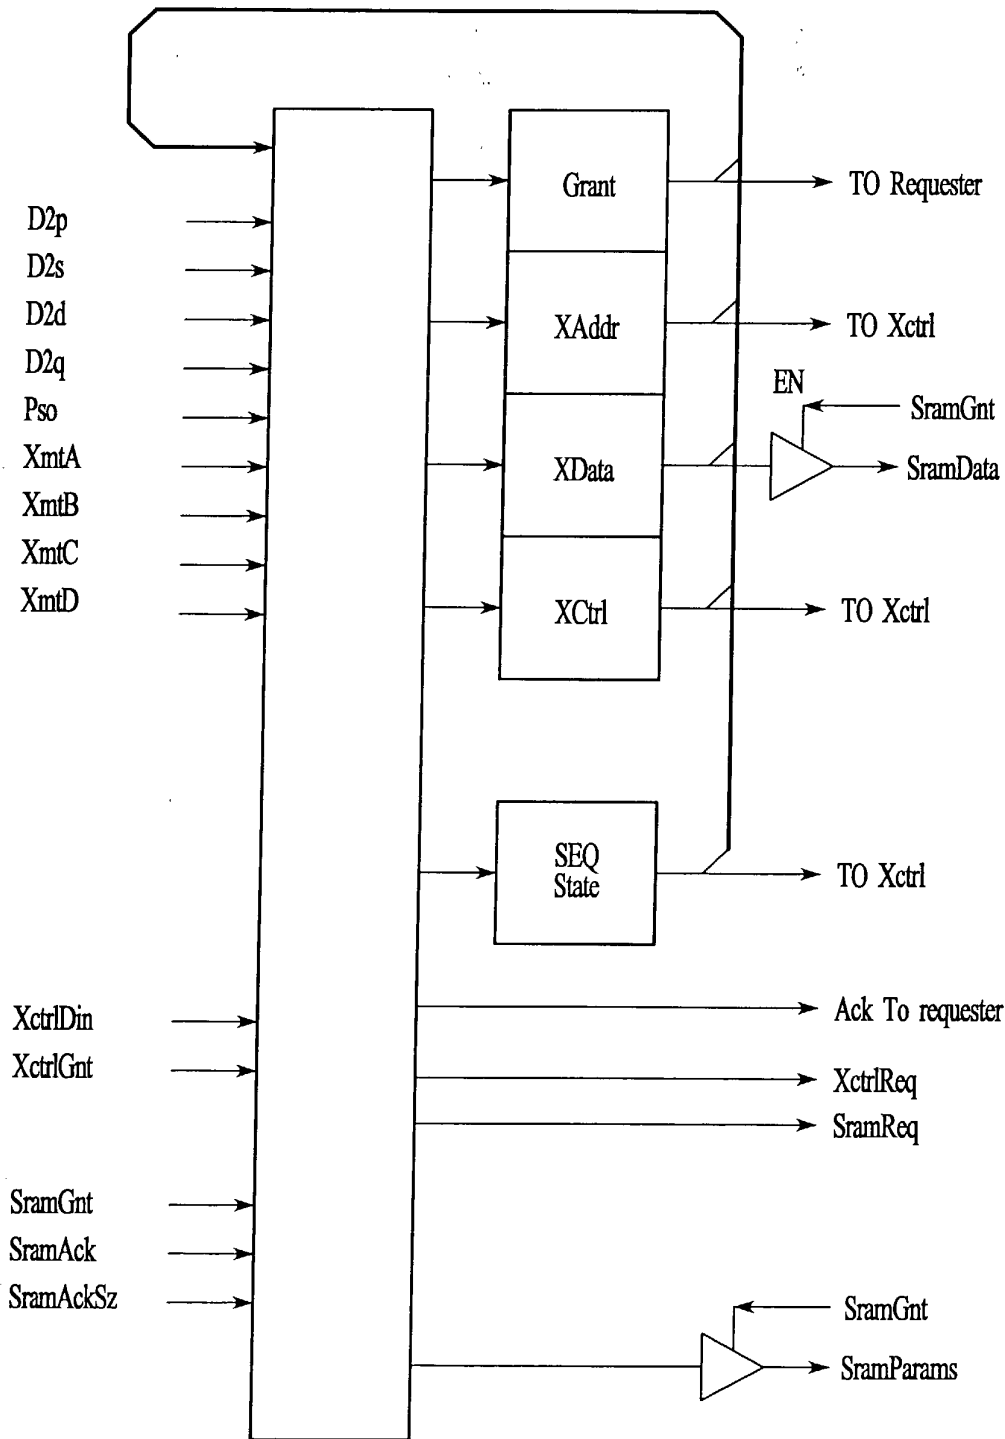 D2p
D2s
D2d
D2q
Pso
XmtA
XmtB
XmtC
XmtD
XctrlDin
XctrlGnt
SramGnt
SramAck
SramAckSz
Grant
XAddr
XData
XCtrl
SEQ
State
TO Requester
TO Xctrl
EN
SramGnt
SramData
TO Xctrl
TO Xctrl
Ack To requester
XctrlReq
SramReq
SramGnt
SramParams